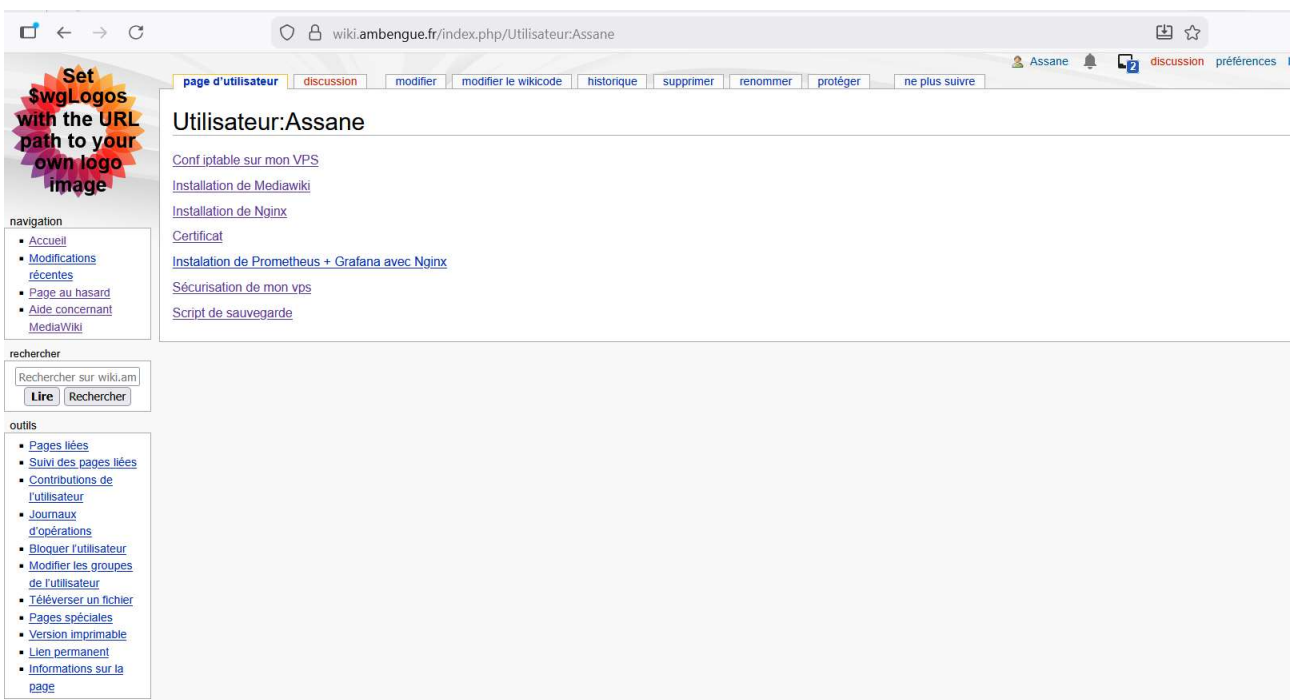 wiki.ambengue.fr/index.php/Utilisateur:Assane
Assane 2 discussion préférences
Set
$wgLogos
with the URL
path to your
own logo
image
page d'utilisateur discussion modifier modifier le wikicode historique supprimer renommer protéger ne plus suivre
Utilisateur:Assane
Conf iptable sur mon VPS
Installation de Mediawiki
Installation de Nginx
Certificat
Instalation de Prometheus + Grafana avec Nginx
Sécurisation de mon vps
Script de sauvegarde
navigation
Accueil
Modifications
récentes
Page au hasard
Aide concernant
MediaWiki
rechercher
Rechercher sur wiki.am
Lire Rechercher
outils
Pages liées
Suivi des pages liées
Contributions de
l'utilisateur
Journaux
d'opérations
Bloquer l'utilisateur
Modifier les groupes
de l'utilisateur
Téléverser un fichier
Pages spéciales
Version imprimable
Lien permanent
Informations sur la
page